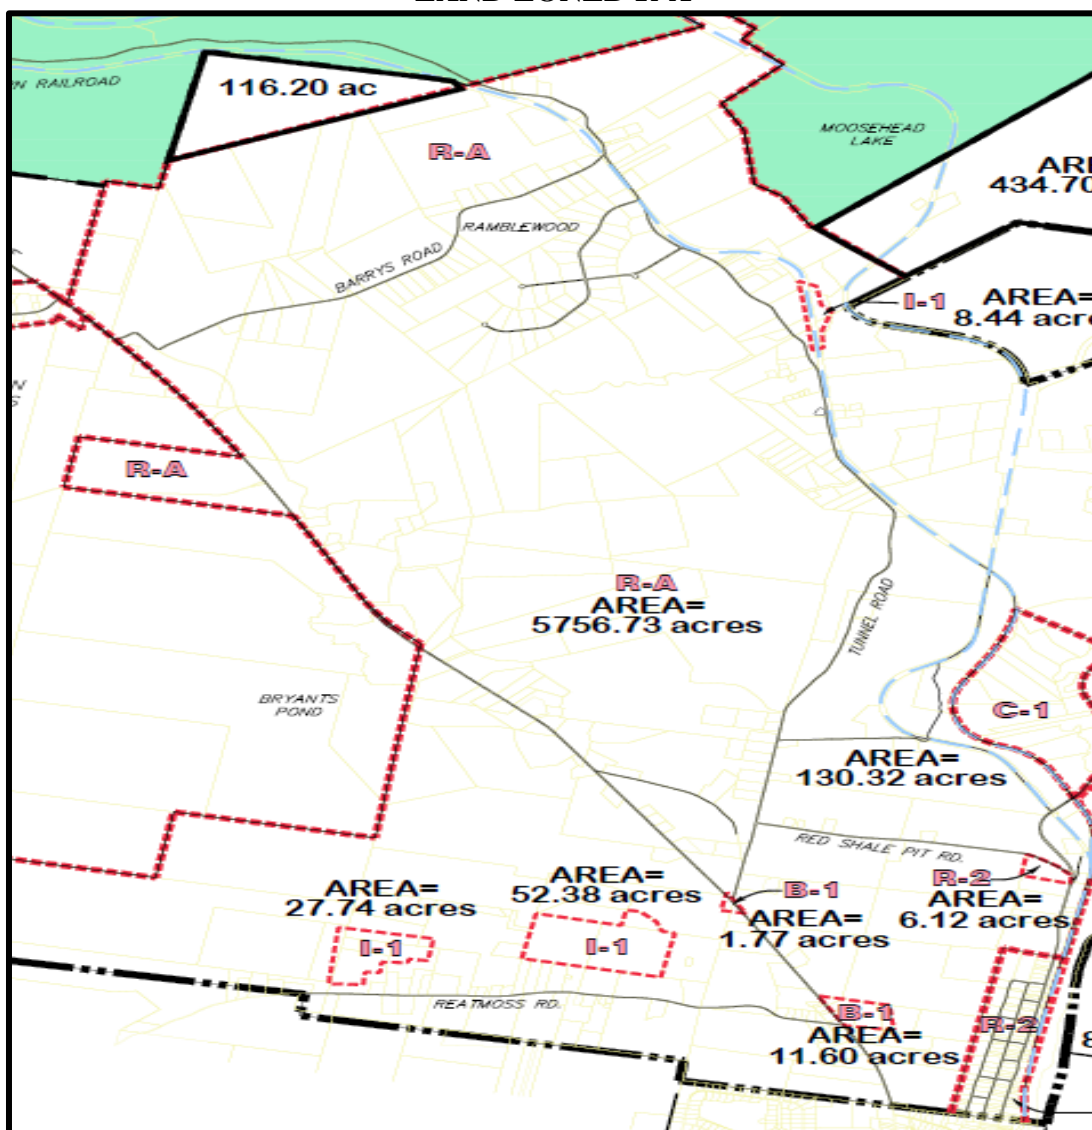 N RAILROAD
116.20 ac
R-A
MOOSEHEAD
LAKE
434.70
RAMBLEWOOD
BARRYS ROAD
I-1
AREA=
8.44 acre
R-A
R-A
AREA=
5756.73 acres
TUNNEL ROAD
BRYANTS
POND
C-1
AREA=
130.32 acres
RED SHALE PIT RD.
AREA=
27.74 acres
I-1
AREA=
52.38 acres
I-1
B-1
AREA=
1.77 acres
R-2
AREA=
6.12 acres
REATMOSS RD.
B-1
AREA=
11.60 acres
R-2
8